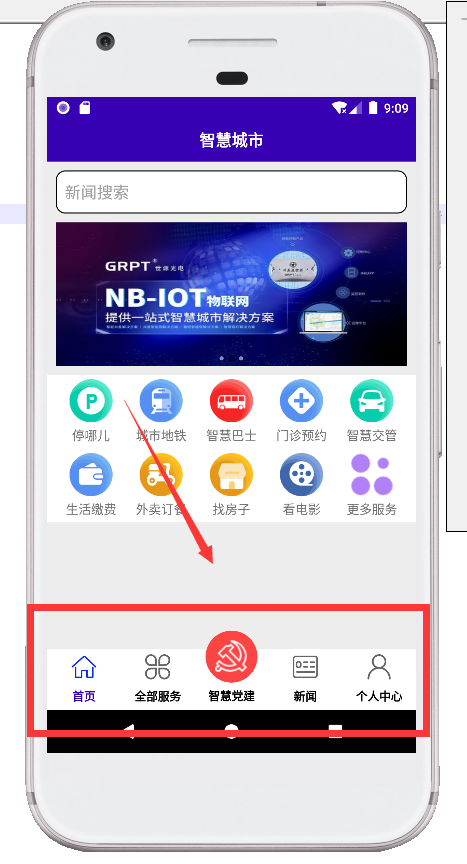 9:09
智慧城市
新闻搜索
GRPT® 世炬光电
NB-IOT物联网
提供一站式智慧城市解决方案
停哪儿 城市地铁 智慧巴士 门诊预约 智慧交管
生活缴费 外卖订餐 找房子 看电影 更多服务
首页 全部服务 智慧党建 新闻 个人中心